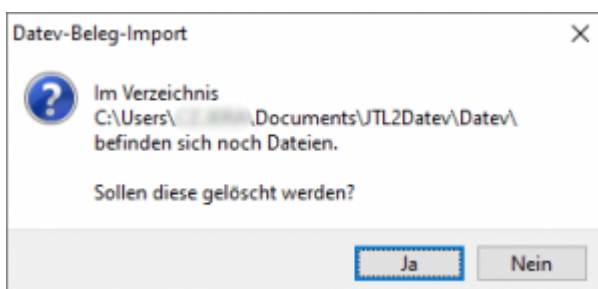 Datev-Beleg-Import
Im Verzeichnis
C:\Users\ \Documents\JTL2Datev\Datev\
befinden sich noch Dateien.
Sollen diese gelöscht werden?
Ja Nein